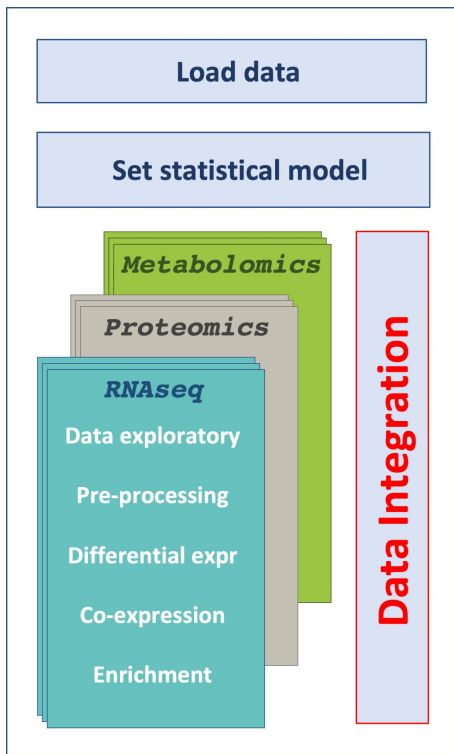 Load data
Set statistical model
Metabolomics
Proteomics
RNAseq
Data exploratory
Pre-processing
Differential expr
Co-expression
Enrichment
Data Integration